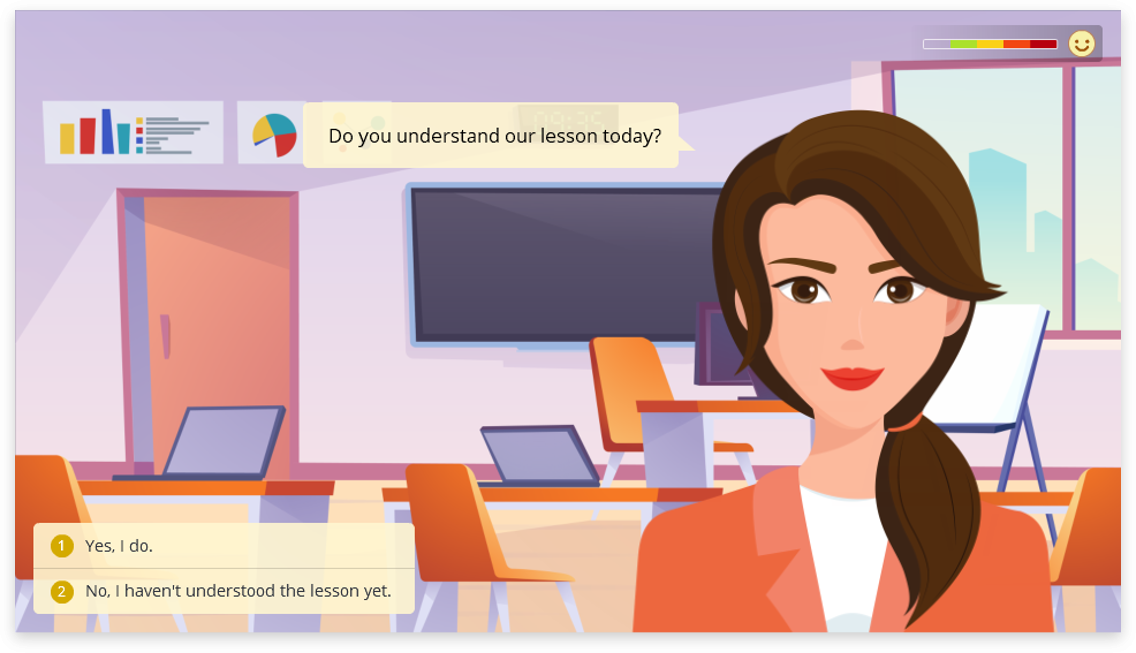 Do you understand our lesson today?
1 Yes, I do.
2 No, I haven't understood the lesson yet.